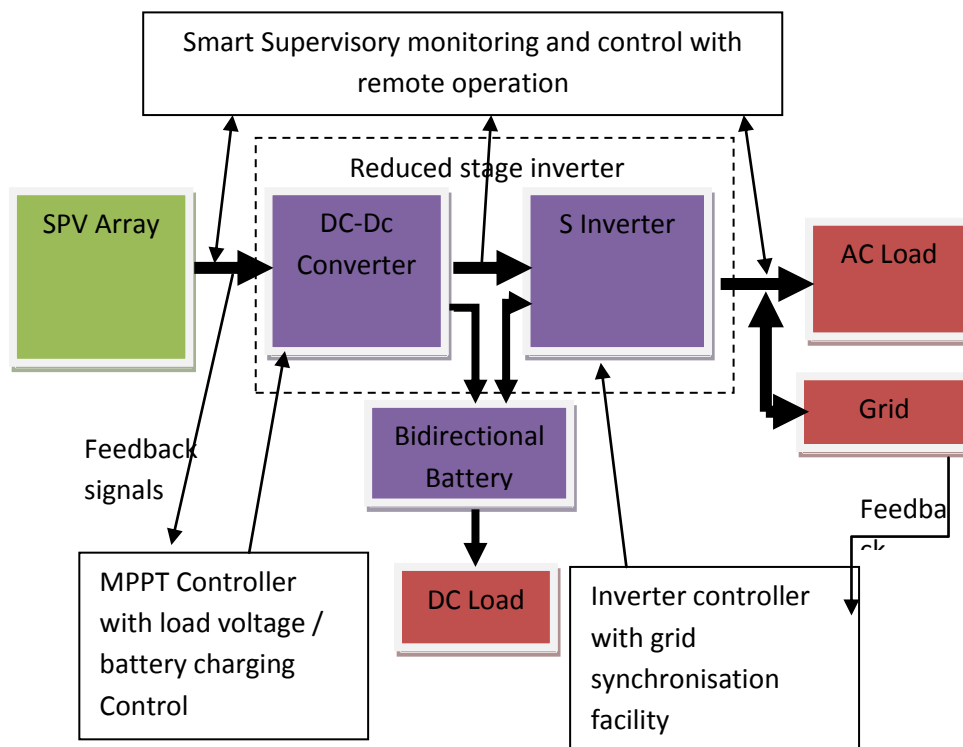 Smart Supervisory monitoring and control with
remote operation
Reduced stage inverter
SPV Array
DC-Dc
Converter
S Inverter
AC Load
Grid
Bidirectional
Battery
Feedback
signals
Feedba
ck
DC Load
MPPT Controller
with load voltage /
battery charging
Control
Inverter controller
with grid
synchronisation
facility